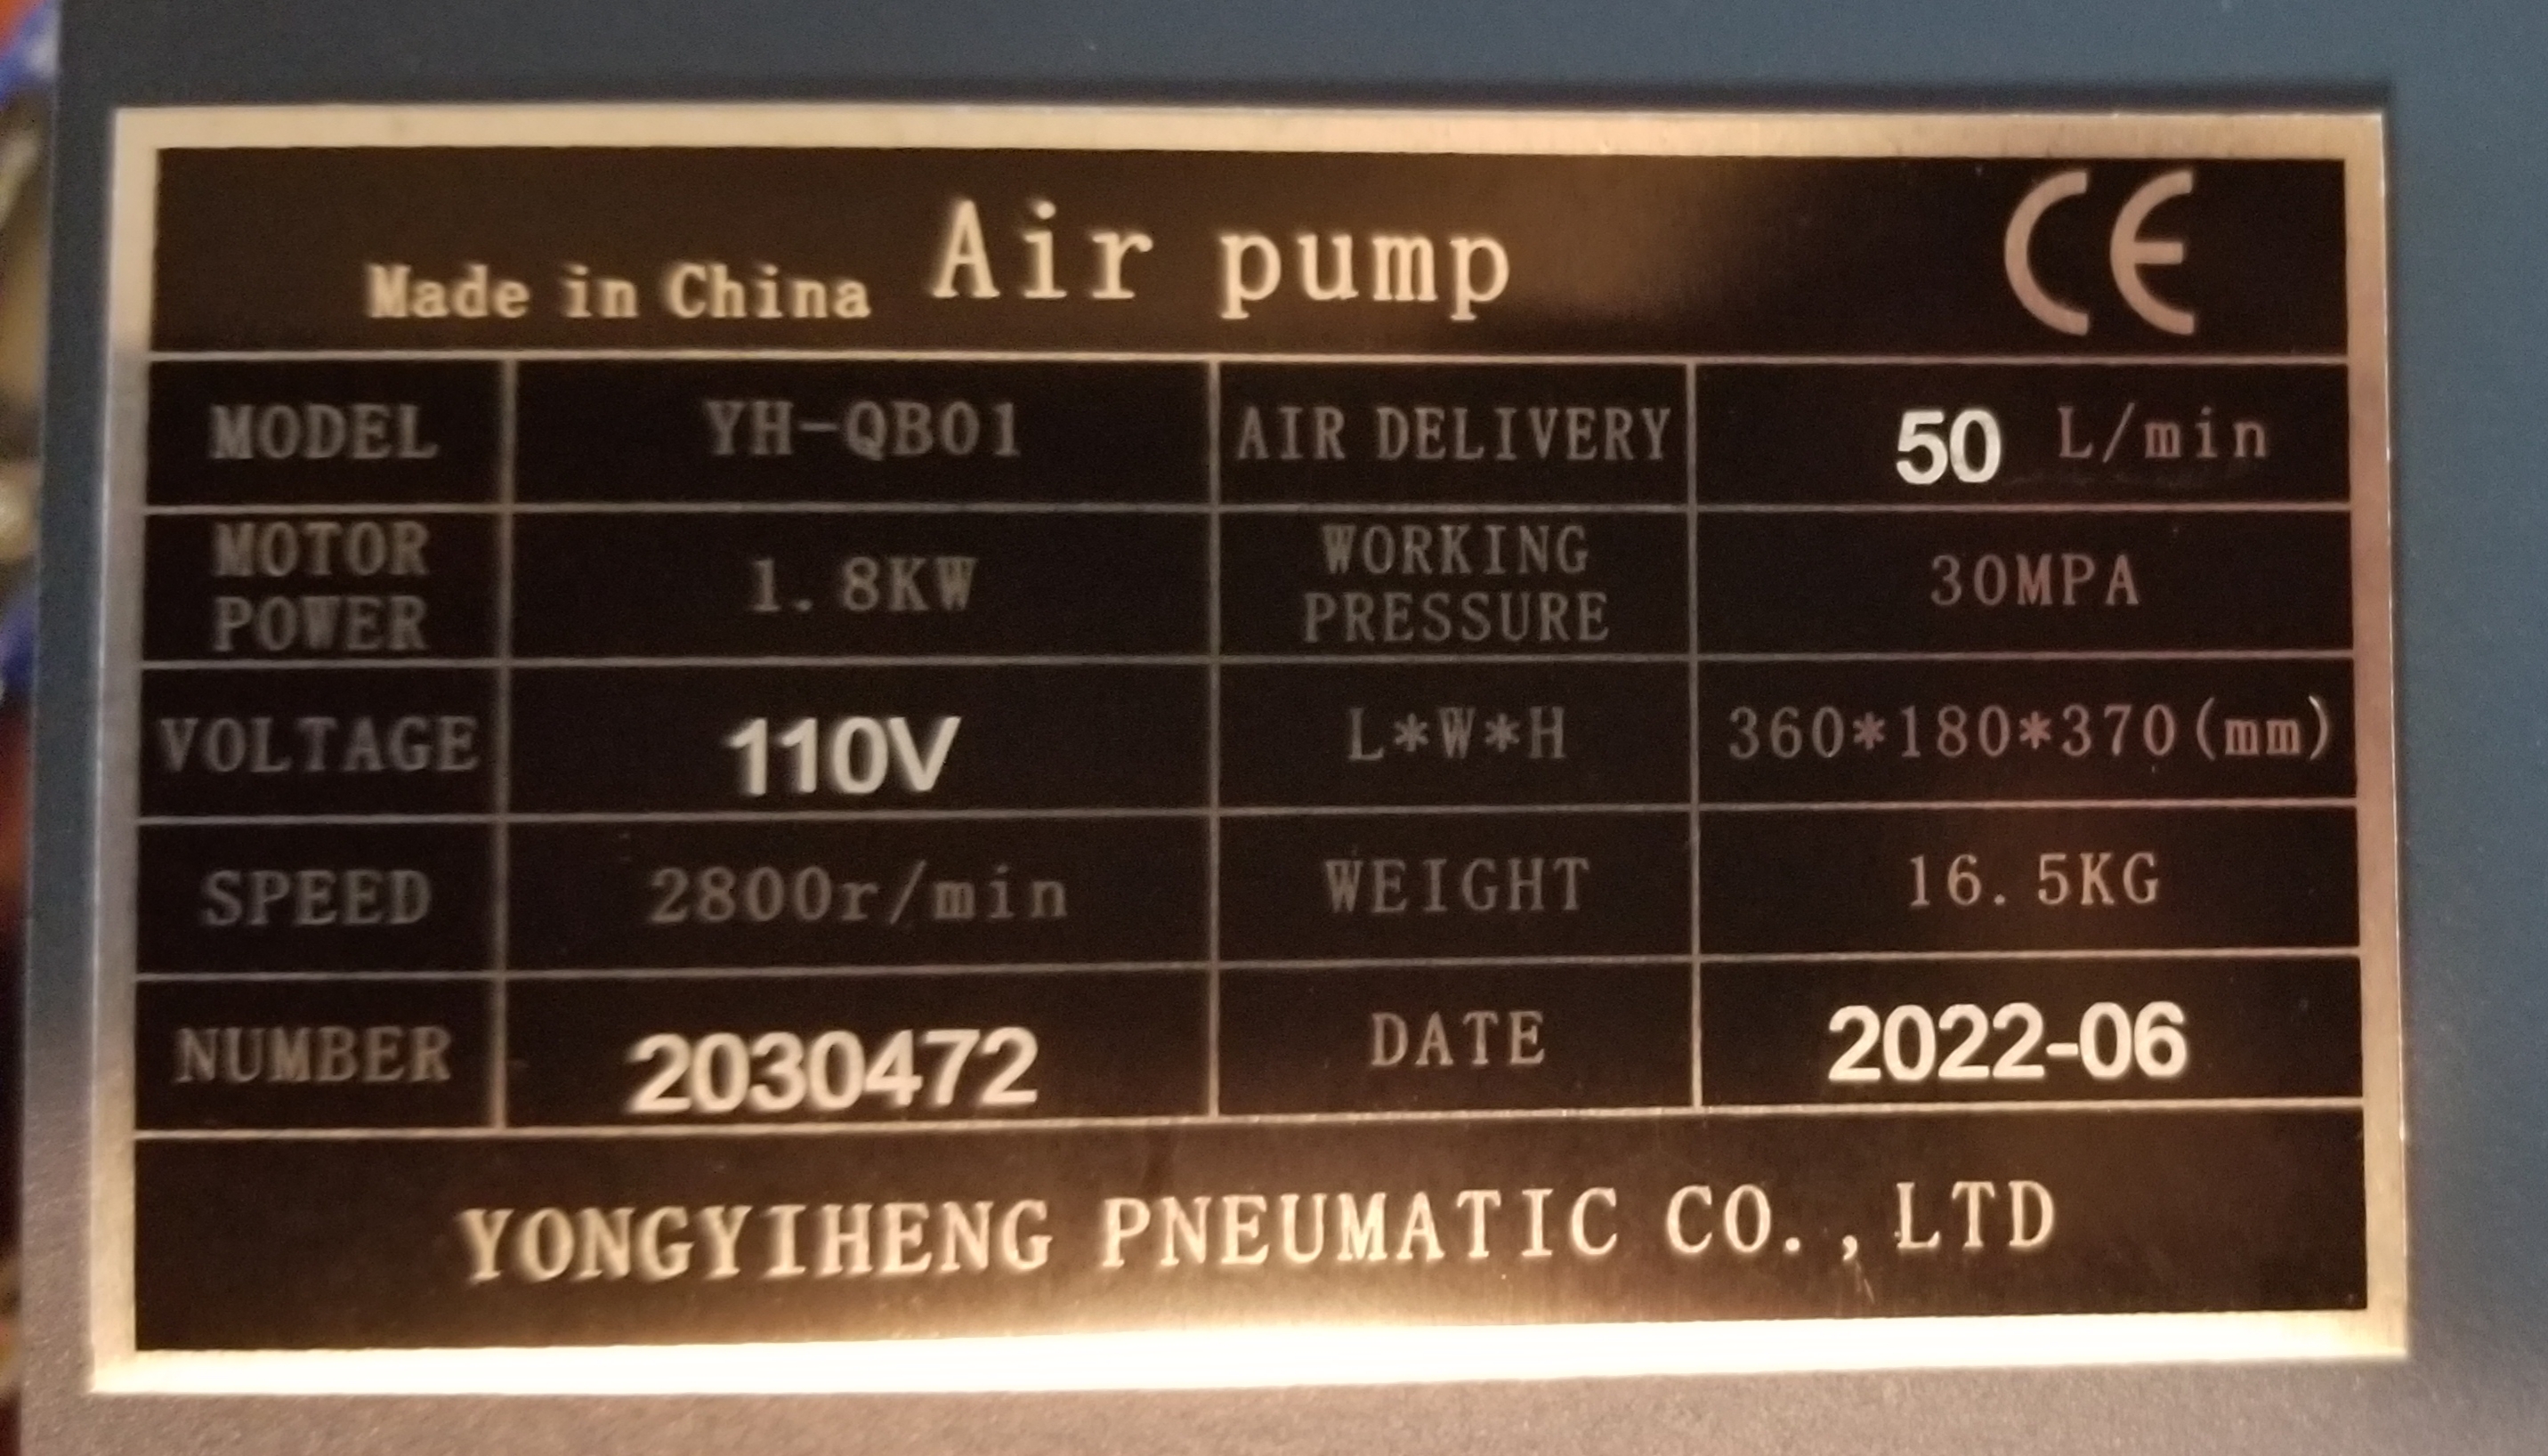 Made in China Air pump CE
MODEL YH-QB01 AIR DELIVERY 50 L/min
MOTOR POWER 1.8KW WORKING PRESSURE 30MPA
VOLTAGE 110V L*W*H 360*180*370(mm)
SPEED 2800r/min WEIGHT 16.5KG
NUMBER 2030472 DATE 2022-06
YONGYIHENG PNEUMATIC CO.,LTD